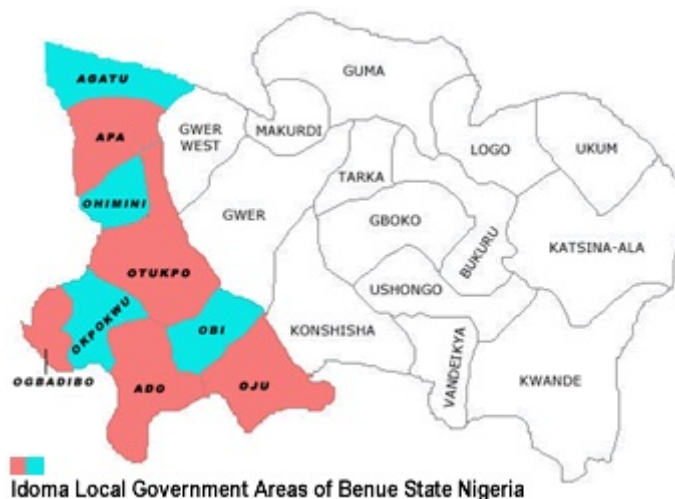 AGATU
GUMA
APA
GWER
WEST
MAKURDI
LOGO
UKUM
TARKA
OHIMINI
GWER
GBOKO
BUKURU
KATSINA-ALA
OTUKPO
USHONGO
OKPOKWU
OBI
KONSHISHA
VANDEIKYA
KWANDE
OGBADIBO
ADO
OJU
Idoma Local Government Areas of Benue State Nigeria